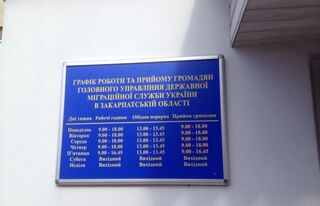 ГРАФІК РОБОТИ ТА ПРИЙОМУ ГРОМАДЯН
ГОЛОВНОГО УПРАВЛІННЯ ДЕРЖАВНОЇ
МІГРАЦІЙНОЇ СЛУЖБИ УКРАЇНИ
В ЗАКАРПАТСЬКІЙ ОБЛАСТІ
Дні тижня Робочі години Обідня перерва Прийом громадян
Понеділок 9.00 - 18.00 13.00 - 13.45 9.00 - 18.00
Вівторок 9.00 - 18.00 13.00 - 13.45 9.00 - 18.00
Середа 9.00 - 18.00 13.00 - 13.45 9.00 - 18.00
Четвер 9.00 - 18.00 13.00 - 13.45 9.00 - 18.00
П'ятниця 9.00 - 16.45 13.00 - 13.45 9.00 - 16.45
Субота Вихідний Вихідний Вихідний
Неділя Вихідний Вихідний Вихідний